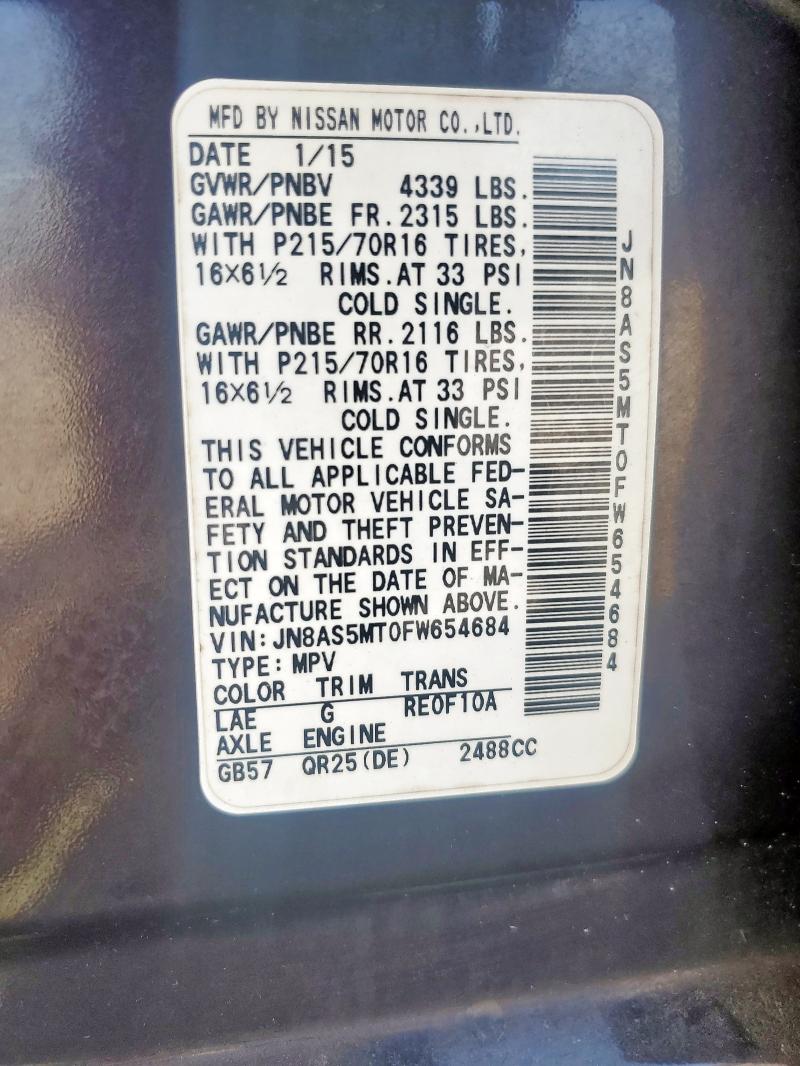 MFD BY NISSAN MOTOR CO.,LTD.
DATE 1/15
GVWR/PNBV 4339 LBS.
GAWR/PNBE FR.2315 LBS.
WITH P215/70R16 TIRES,
16×6½ RIMS.AT 33 PSI
COLD SINGLE.
GAWR/PNBE RR.2116 LBS.
WITH P215/70R16 TIRES,
16×6½ RIMS.AT 33 PSI
COLD SINGLE.
THIS VEHICLE CONFORMS
TO ALL APPLICABLE FED-
ERAL MOTOR VEHICLE SA-
FETY AND THEFT PREVEN-
TION STANDARDS IN EFF-
ECT ON THE DATE OF MA-
NUFACTURE SHOWN ABOVE.
VIN:JN8AS5MT0FW654684
TYPE:MPV
COLOR TRIM TRANS
LAE G RE0F10A
AXLE ENGINE
GB57 QR25(DE) 2488CC
JN8AS5MT0FW654684